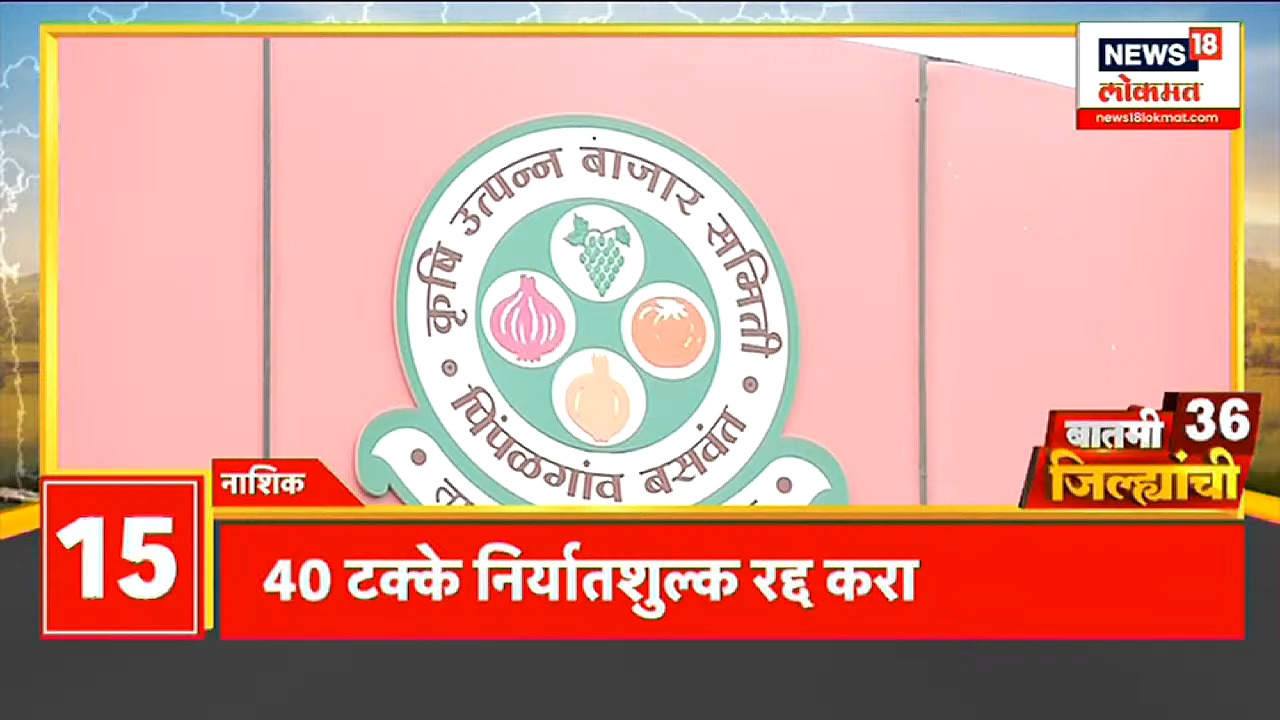 NEWS 18
लोकमत
news18lokmat.com
कृषि उत्पन्न बाजार समिती
पिंपळगांव बसवंत
बातमी 36
जिल्ह्यांची
नाशिक
15
40 टक्के निर्यातशुल्क रद्द करा